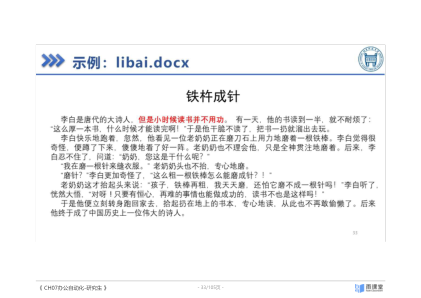 示例：libai.docx
铁杵成针
李白是唐代的大诗人，但是小时候读书并不用功。 有一天，他的书读到一半，就不耐烦了：
“这么厚一本书，什么时候才能读完啊！”于是他干脆不读了，把书一扔就溜出去玩。
李白快乐地跑着，忽然，他看见一位老奶奶正在磨刀石上用力地磨着一根铁棒。李白觉得很
奇怪，便蹲了下来，傻傻地看了好一阵。老奶奶也不理会他，只是全神贯注地磨着。后来，李
白忍不住了，问道：“奶奶，您这是干什么呢？”
“我在磨一根针来缝衣服。”老奶奶头也不抬，专心地磨。
“磨针？”李白更加奇怪了，“这么粗一根铁棒怎么能磨成针？！”
老奶奶这才抬起头来说：“孩子，铁棒再粗，我天天磨，还怕它磨不成一根针吗！”李白听了，
恍然大悟，“对呀！只要有恒心，再难的事情也能做成功的，读书不也是这样吗！”
于是他便立刻转身跑回家去，拾起扔在地上的书本，专心地读，从此也不再敢偷懒了。后来
他终于成了中国历史上一位伟大的诗人。
《CH07办公自动化-研究生》
雨课堂